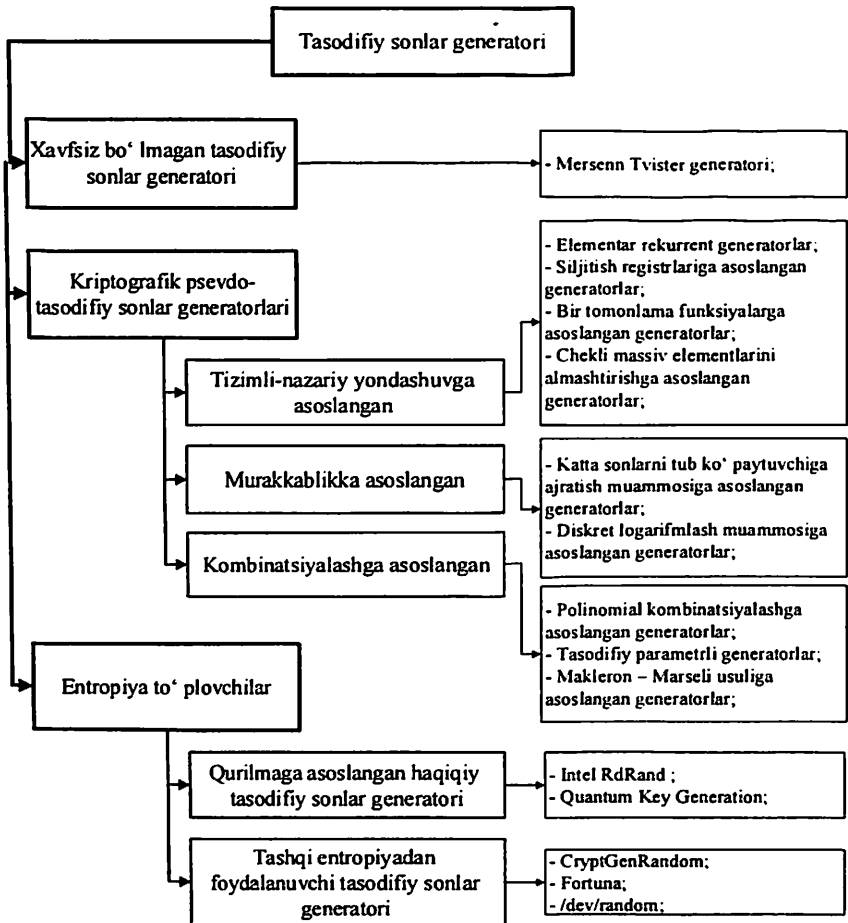 Tasodifiy sonlar generatori
Xavfsiz bo‘ lmagan tasodifiy
sonlar generatori
- Mersenn Tvister generatori;
Kriptografik psevdo-
tasodifiy sonlar generatorlari
- Elementar rekurrent generatorlar;
- Siljitish registrlariga asoslangan
generatorlar;
- Bir tomonlama funksiyalarga
asoslangan generatorlar;
- Chekli massiv elementlarini
almashtirishga asoslangan
generatorlar;
Tizimli-nazariy yondashuvga
asoslangan
Murakkablikka asoslangan
- Katta sonlarni tub ko‘ paytuvchiga
ajratish muammosiga asoslangan
generatorlar;
- Diskret logarifmlash muammosiga
asoslangan generatorlar;
Kombinatsiyalashga asoslangan
- Polinomial kombinatsiyalashga
asoslangan generatorlar;
- Tasodifiy parametrli generatorlar;
- Makleron – Marseli usuliga
asoslangan generatorlar;
Entropiya to‘ plovchilar
Qurilmaga asoslangan haqiqiy
tasodifiy sonlar generatori
- Intel RdRand ;
- Quantum Key Generation;
Tashqi entropiyadan
foydalanuvchi tasodifiy sonlar
generatori
- CryptGenRandom;
- Fortuna;
- /dev/random;